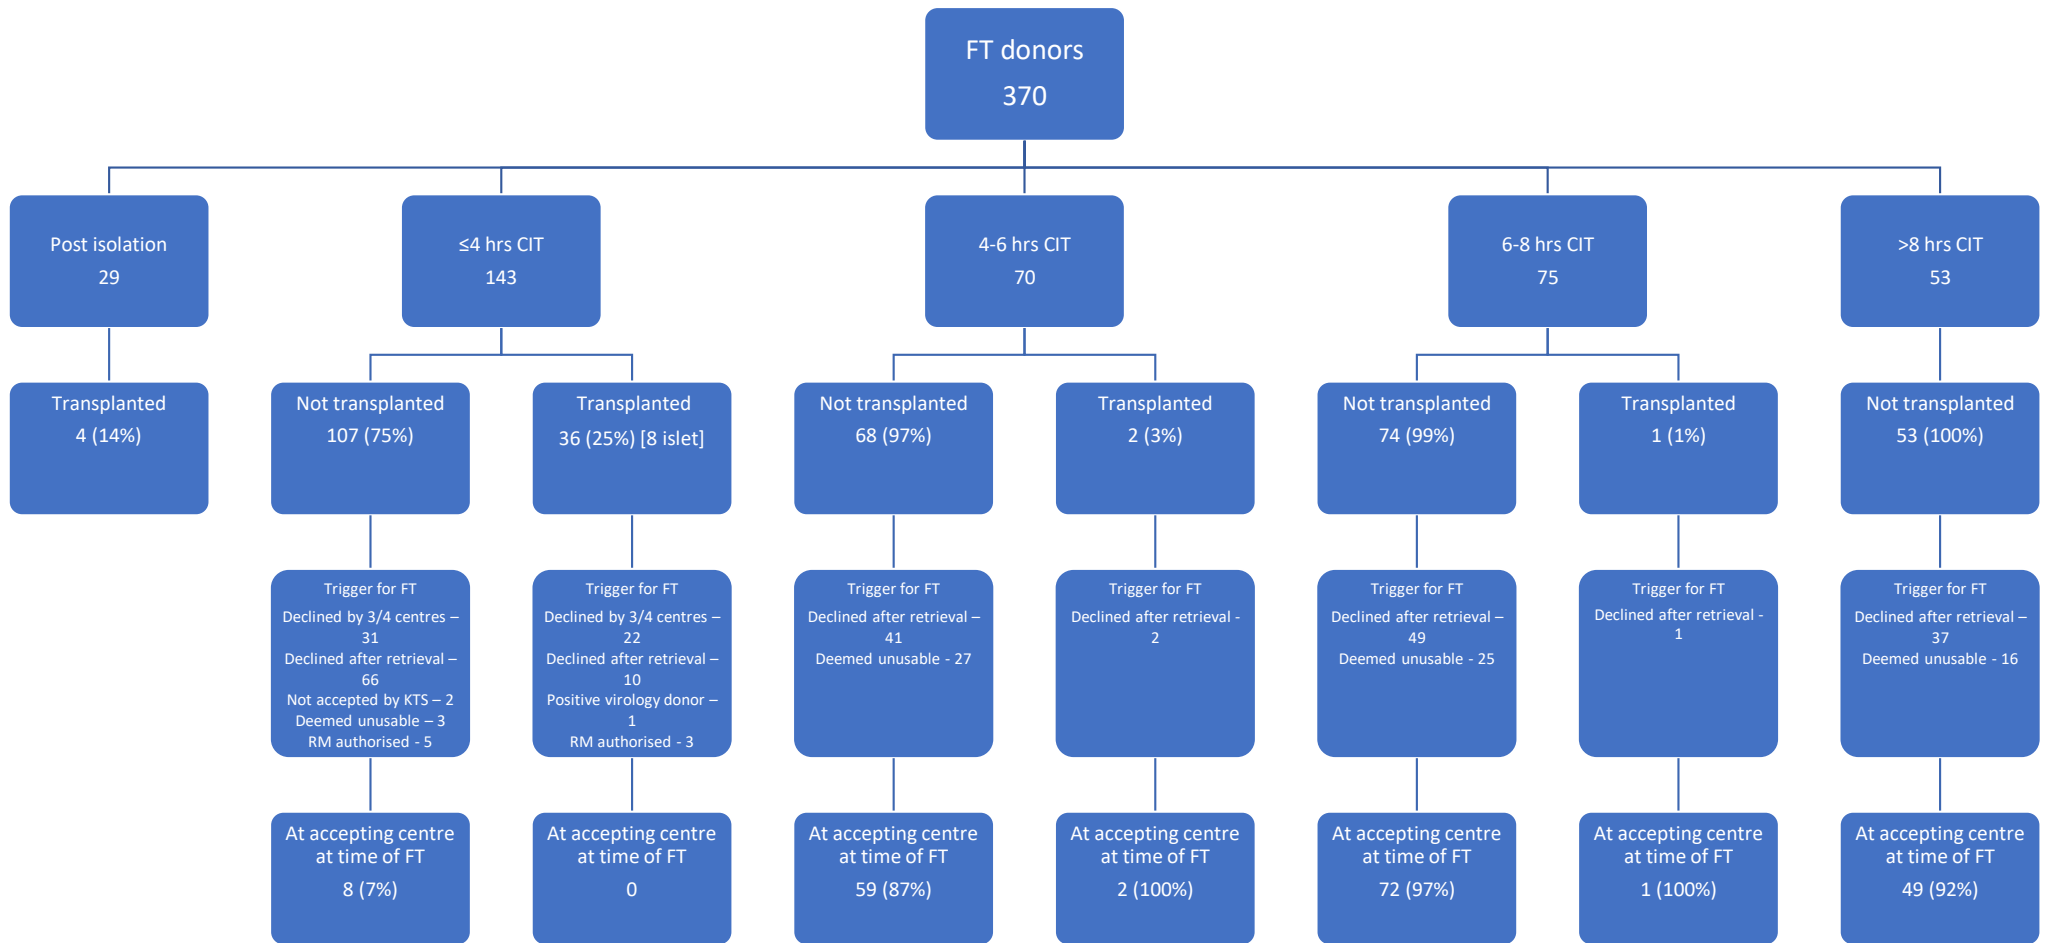 FT donors
370
Post isolation
29
≤4 hrs CIT
143
4-6 hrs CIT
70
6-8 hrs CIT
75
>8 hrs CIT
53
Transplanted
4 (14%)
Not transplanted
107 (75%)
Transplanted
36 (25%) [8 islet]
Not transplanted
68 (97%)
Transplanted
2 (3%)
Not transplanted
74 (99%)
Transplanted
1 (1%)
Not transplanted
53 (100%)
Trigger for FT
Declined by 3/4 centres –
31
Declined after retrieval –
66
Not accepted by KTS – 2
Deemed unusable – 3
RM authorised - 5
Trigger for FT
Declined by 3/4 centres –
22
Declined after retrieval –
10
Positive virology donor –
1
RM authorised - 3
Trigger for FT
Declined after retrieval –
41
Deemed unusable - 27
Trigger for FT
Declined after retrieval -
2
Trigger for FT
Declined after retrieval –
49
Deemed unusable - 25
Trigger for FT
Declined after retrieval -
1
Trigger for FT
Declined after retrieval –
37
Deemed unusable - 16
At accepting centre
at time of FT
8 (7%)
At accepting centre
at time of FT
0
At accepting centre
at time of FT
59 (87%)
At accepting centre
at time of FT
2 (100%)
At accepting centre
at time of FT
72 (97%)
At accepting centre
at time of FT
1 (100%)
At accepting centre
at time of FT
49 (92%)